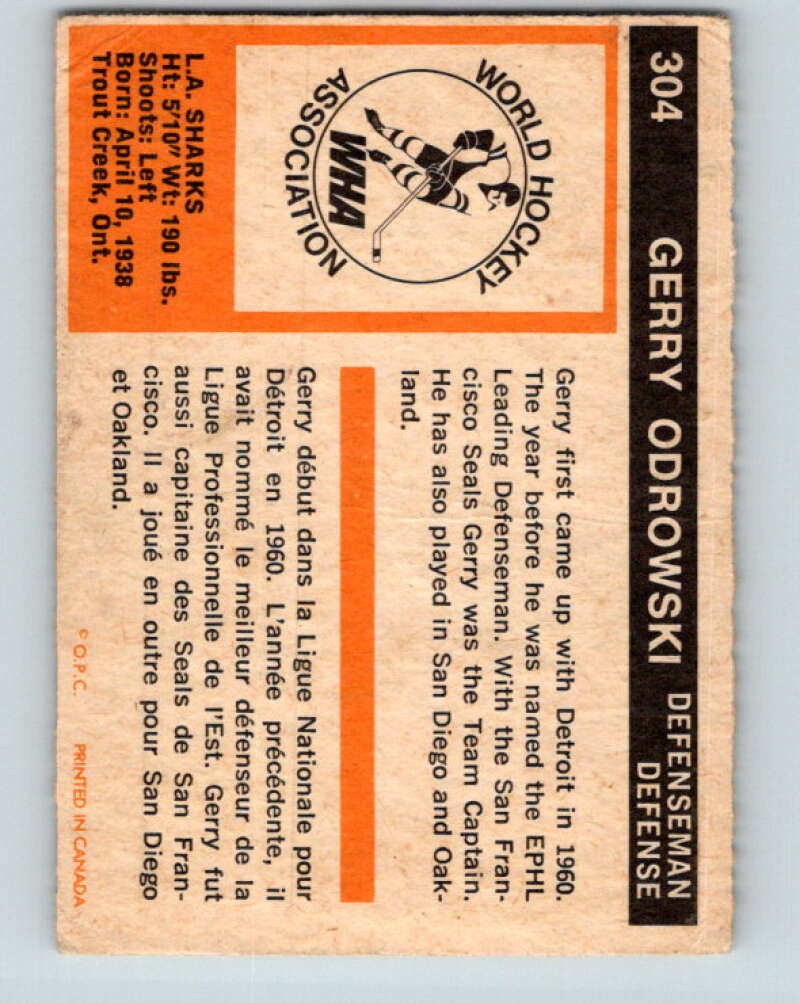 304 GERRY ODROWSKI DEFENSEMAN
DEFENSE
WORLD HOCKEY
ASSOCIATION
WHA
L.A. SHARKS
Ht: 5'10" Wt: 190 lbs.
Shoots: Left
Born: April 10, 1938
Trout Creek, Ont.
Gerry first came up with Detroit in 1960.
The year before he was named the EPHL
Leading Defenseman. With the San Fran-
cisco Seals Gerry was the Team Captain.
He has also played in San Diego and Oak-
land.
Gerry début dans la Ligue Nationale pour
Détroit en 1960. L'année précédente, il
avait nommé le meilleur défenseur de la
Ligue Professionnelle de l'Est. Gerry fut
aussi capitaine des Seals de San Fran-
cisco. Il a joué en outre pour San Diego
et Oakland.
© O.P.C. PRINTED IN CANADA